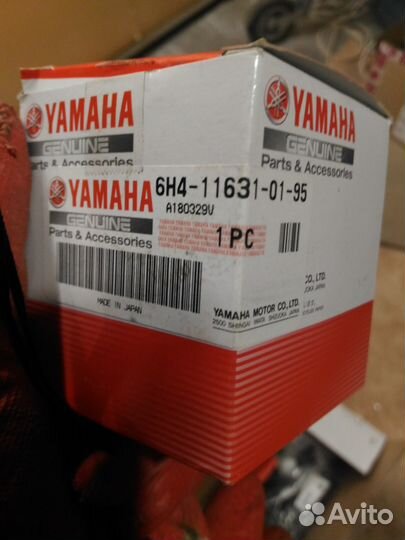 YAMAHA
GENUINE
Parts & Accessories
YAMAHA
GENUINE
Parts & Accessories
YAMAHA
GENUINE
Parts & Accessories
6H4-11631-01-95
A180329V
1 PC
MADE IN JAPAN
CO., LTD.
YAMAHA MOTOR CO., LTD.
2500 SHINGAI IWATA SHIZUOKA JAPAN
Avito